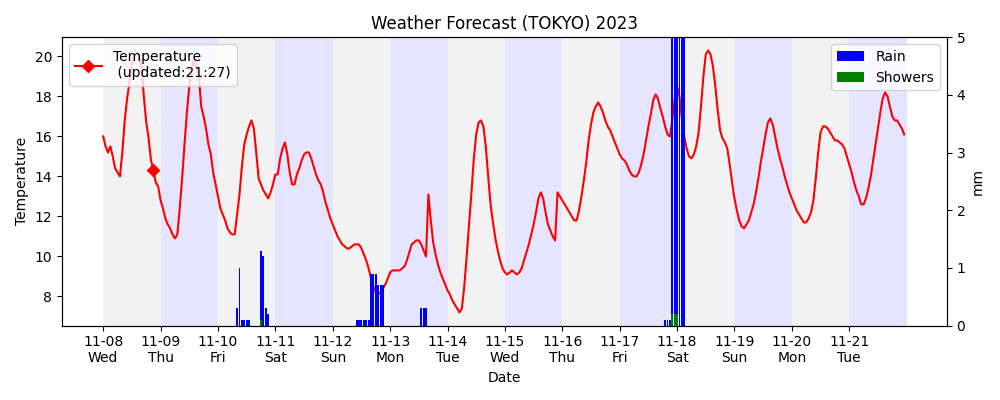 Weather Forecast (TOKYO) 2023
Temperature
(updated:21:27)
Rain
Showers
Temperature
20
18
16
14
12
10
8
mm
5
4
3
2
1
0
11-08 11-09 11-10 11-11 11-12 11-13 11-14 11-15 11-16 11-17 11-18 11-19 11-20 11-21
Wed Thu Fri Sat Sun Mon Tue Wed Thu Fri Sat Sun Mon Tue
Date